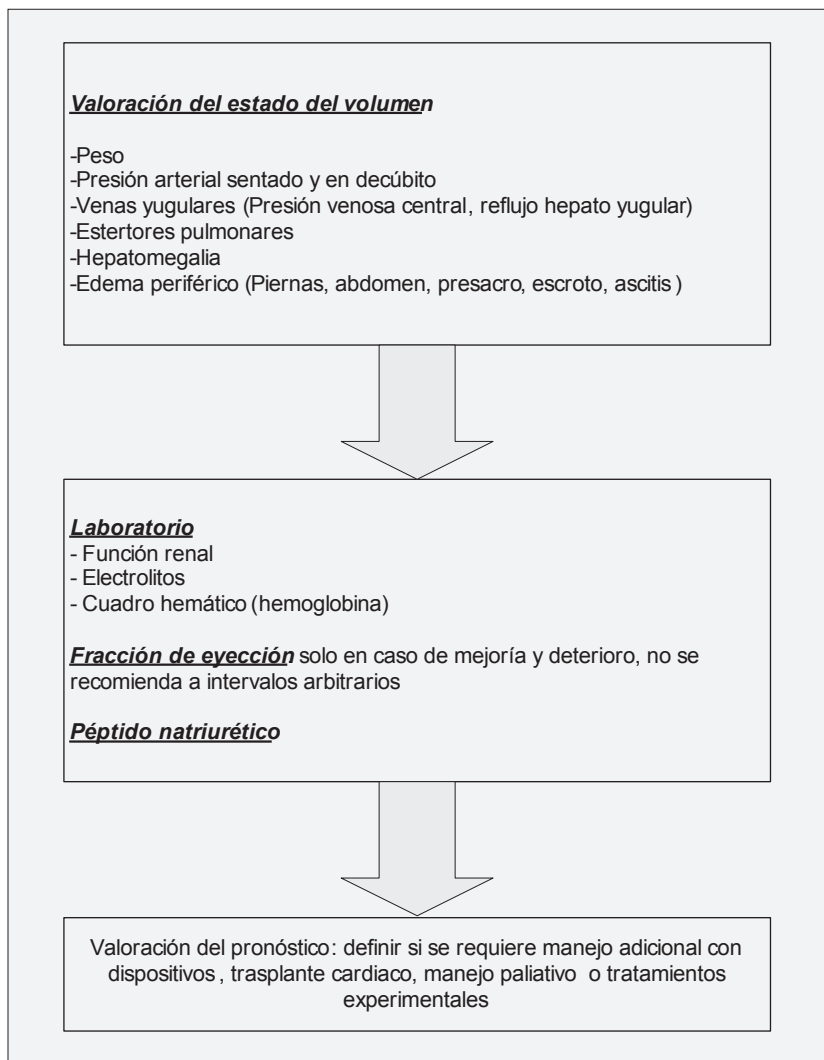 Valoración del estado del volumen
-Peso
-Presión arterial sentado y en decúbito
-Venas yugulares (Presión venosa central, reflujo hepato yugular)
-Estertores pulmonares
-Hepatomegalia
-Edema periférico (Piernas, abdomen, presacro, escroto, ascitis )
Laboratorio
- Función renal
- Electrolitos
- Cuadro hemático (hemoglobina)
Fracción de eyección solo en caso de mejoría y deterioro, no se
recomienda a intervalos arbitrarios
Péptido natriurético
Valoración del pronóstico: definir si se requiere manejo adicional con
dispositivos, trasplante cardiaco, manejo paliativo o tratamientos
experimentales